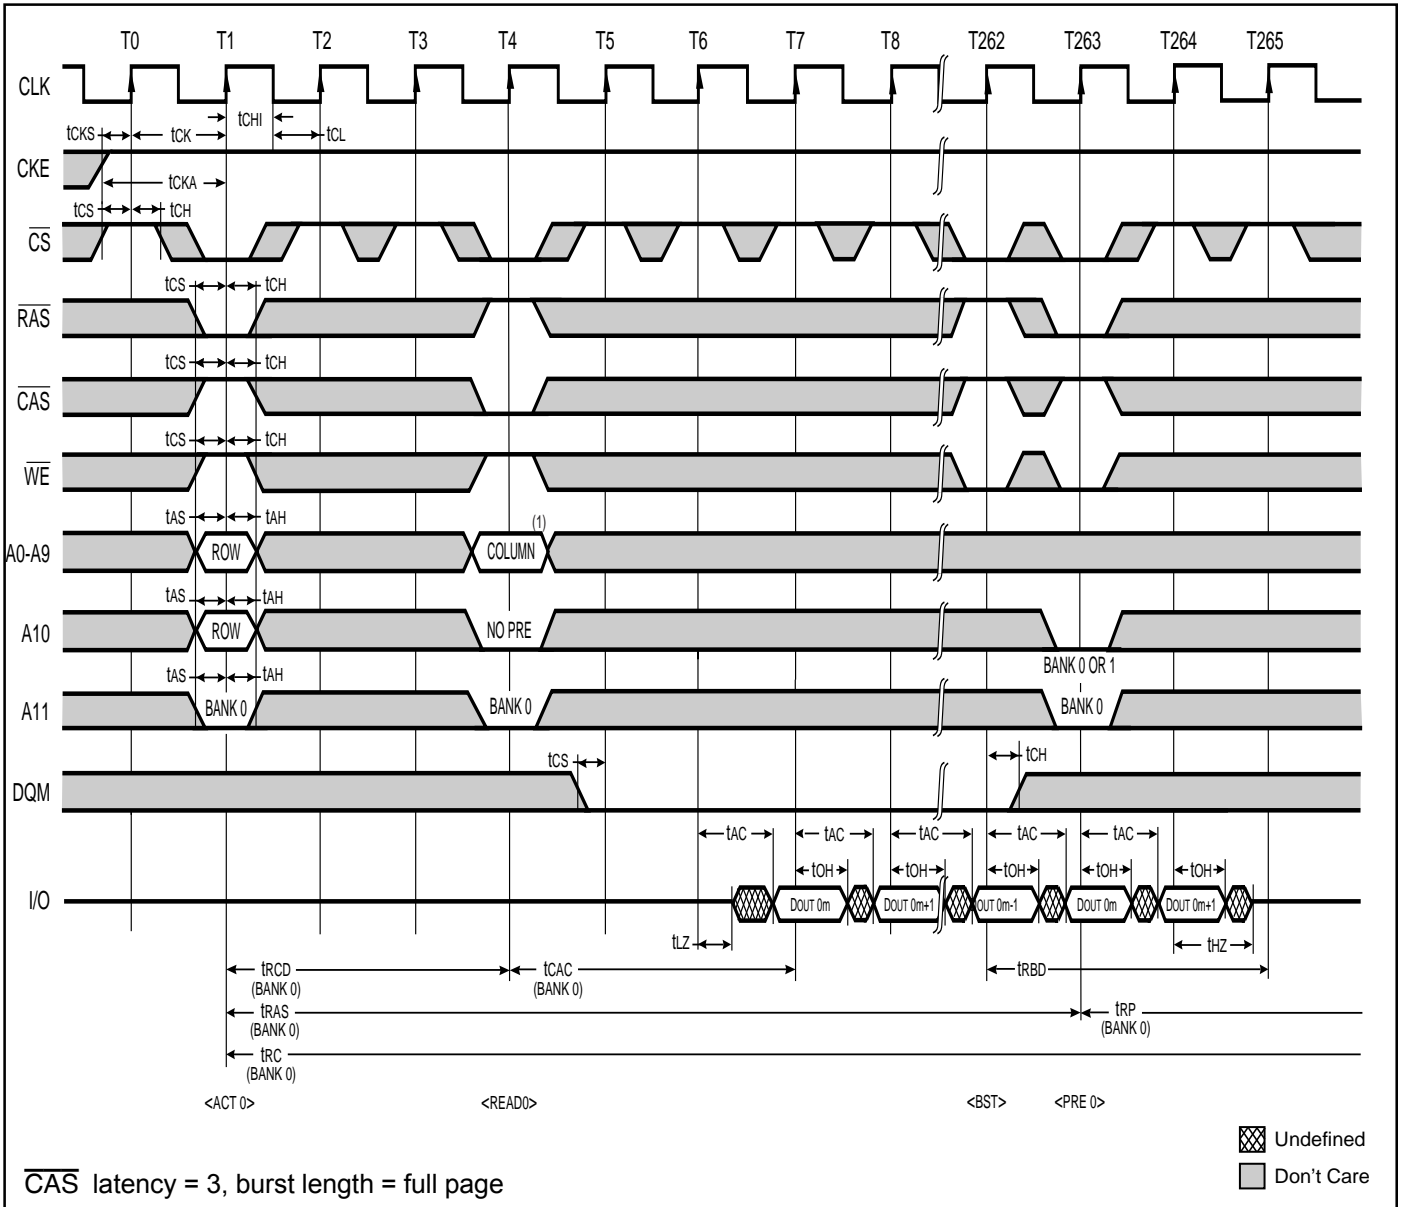 T0 T1 T2 T3 T4 T5 T6 T7 T8 T262 T263 T264 T265
CLK
tCHI
tCKS tCK tCL
CKE
tCKA
tCS tCH
CS
tCS tCH
RAS
tCS tCH
CAS
tCS tCH
WE
tAS tAH (1)
A0-A9 ROW COLUMN
tAS tAH
A10 ROW NO PRE
BANK 0 OR 1
tAS tAH
A11 BANK 0 BANK 0 BANK 0
tCS tCH
DQM
tAC tAC tAC tAC tAC
tOH tOH tOH tOH tOH
I/O DOUT 0m DOUT 0m+1 OUT 0m-1 DOUT 0m DOUT 0m+1
tLZ tHZ
tRCD tCAC tRBD
(BANK 0) (BANK 0)
tRAS tRP
(BANK 0) (BANK 0)
tRC
(BANK 0)
<ACT 0> <READ0> <BST> <PRE 0>
Undefined
Don't Care
CAS latency = 3, burst length = full page